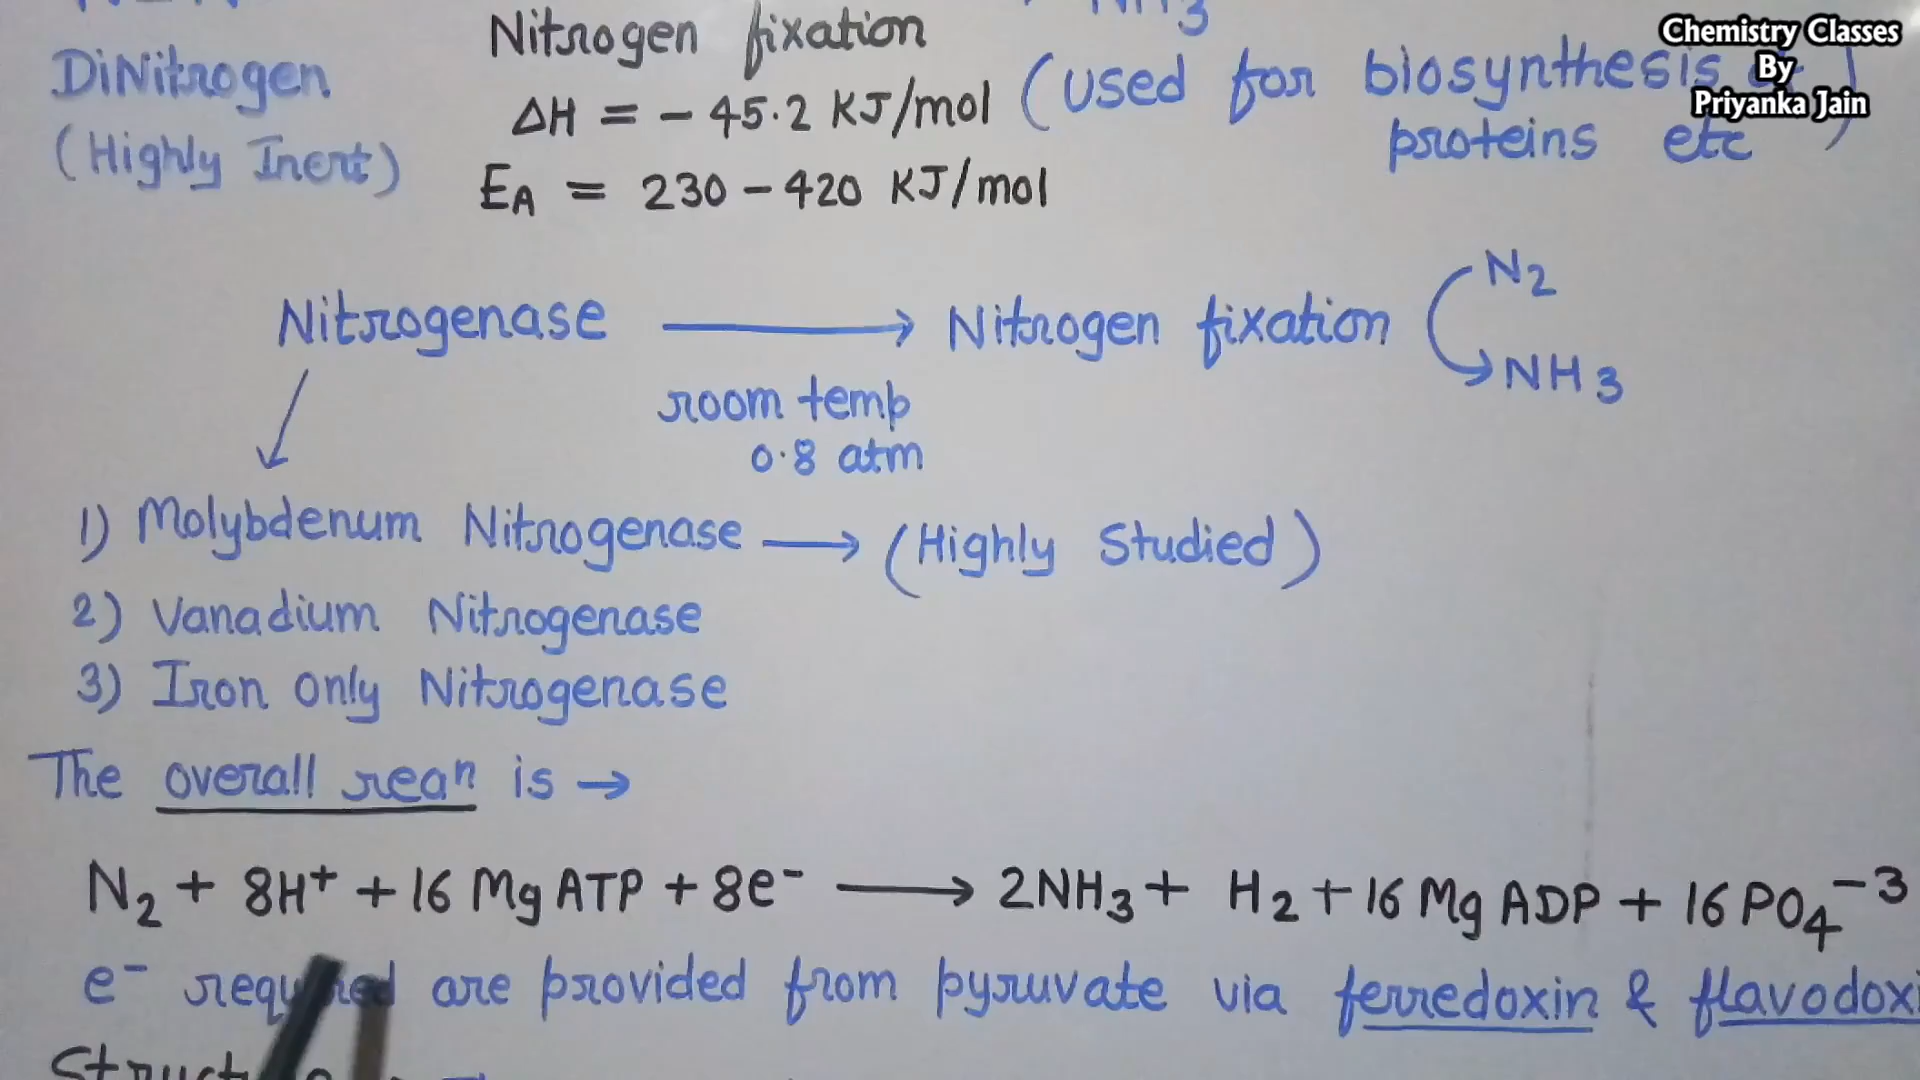 NH3
DiNitrogen
(Highly Inert)
Nitrogen fixation
ΔH = - 45.2 KJ/mol
EA = 230 - 420 KJ/mol
(used for biosynthesis
proteins etc )
Chemistry Classes
By
Priyanka Jain
Nitrogenase ⟶ Nitrogen fixation N2 → NH3
room temp
0.8 atm
1) Molybdenum Nitrogenase ⟶ (Highly Studied)
2) Vanadium Nitrogenase
3) Iron only Nitrogenase
The overall reaⁿ is →
N2 + 8H⁺ + 16 Mg ATP + 8e⁻ ⟶ 2NH3 + H2 + 16 Mg ADP + 16 PO4⁻³
e⁻ required are provided from pyruvate via ferredoxin & flavodoxi